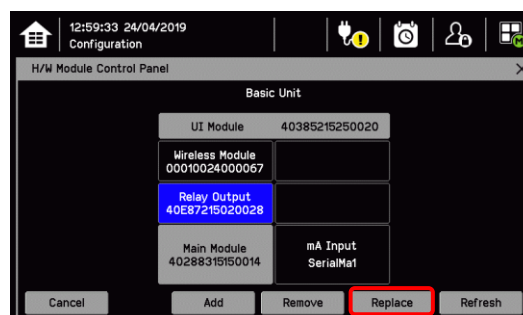 12:59:33 24/04/2019
Configuration
H/W Module Control Panel
Basic Unit
UI Module 40385215250020
Wireless Module
00010024000067
Relay Output
40E87215020028
Main Module
40288315150014
mA Input
SerialMa1
Cancel Add Remove Replace Refresh